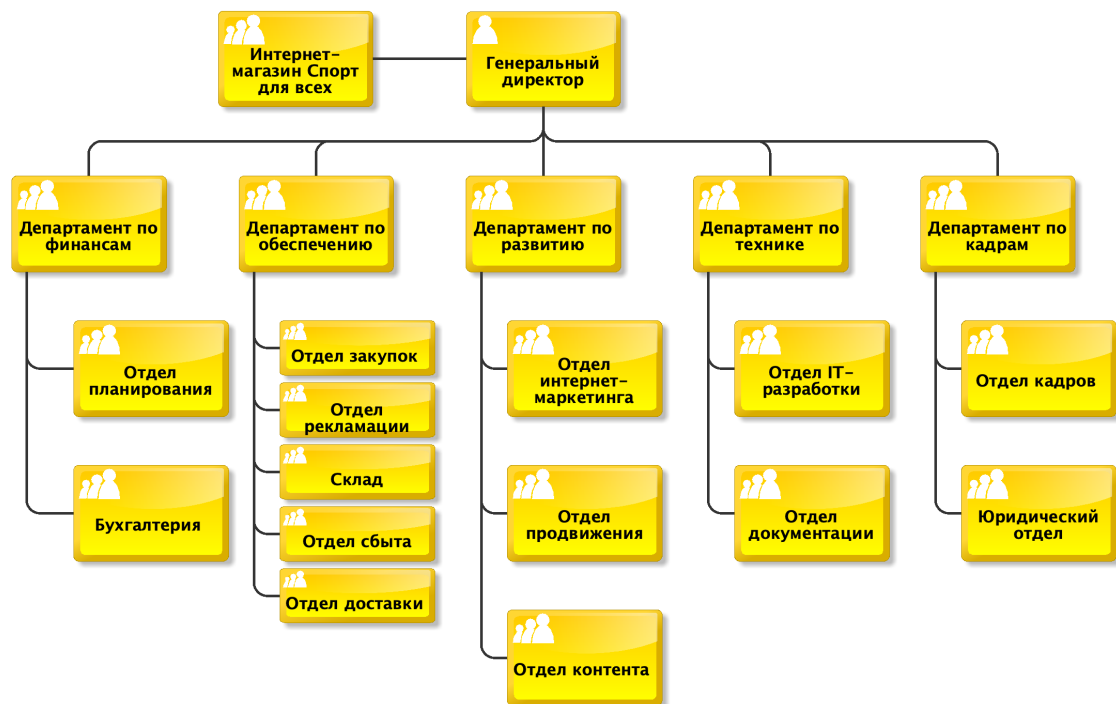 Интернет-
магазин Спорт
для всех
Генеральный
директор
Департамент по
финансам
Департамент по
обеспечению
Департамент по
развитию
Департамент по
технике
Департамент по
кадрам
Отдел
планирования
Бухгалтерия
Отдел закупок
Отдел
рекламации
Склад
Отдел сбыта
Отдел доставки
Отдел
интернет-
маркетинга
Отдел
продвижения
Отдел контента
Отдел IT-
разработки
Отдел
документации
Отдел кадров
Юридический
отдел